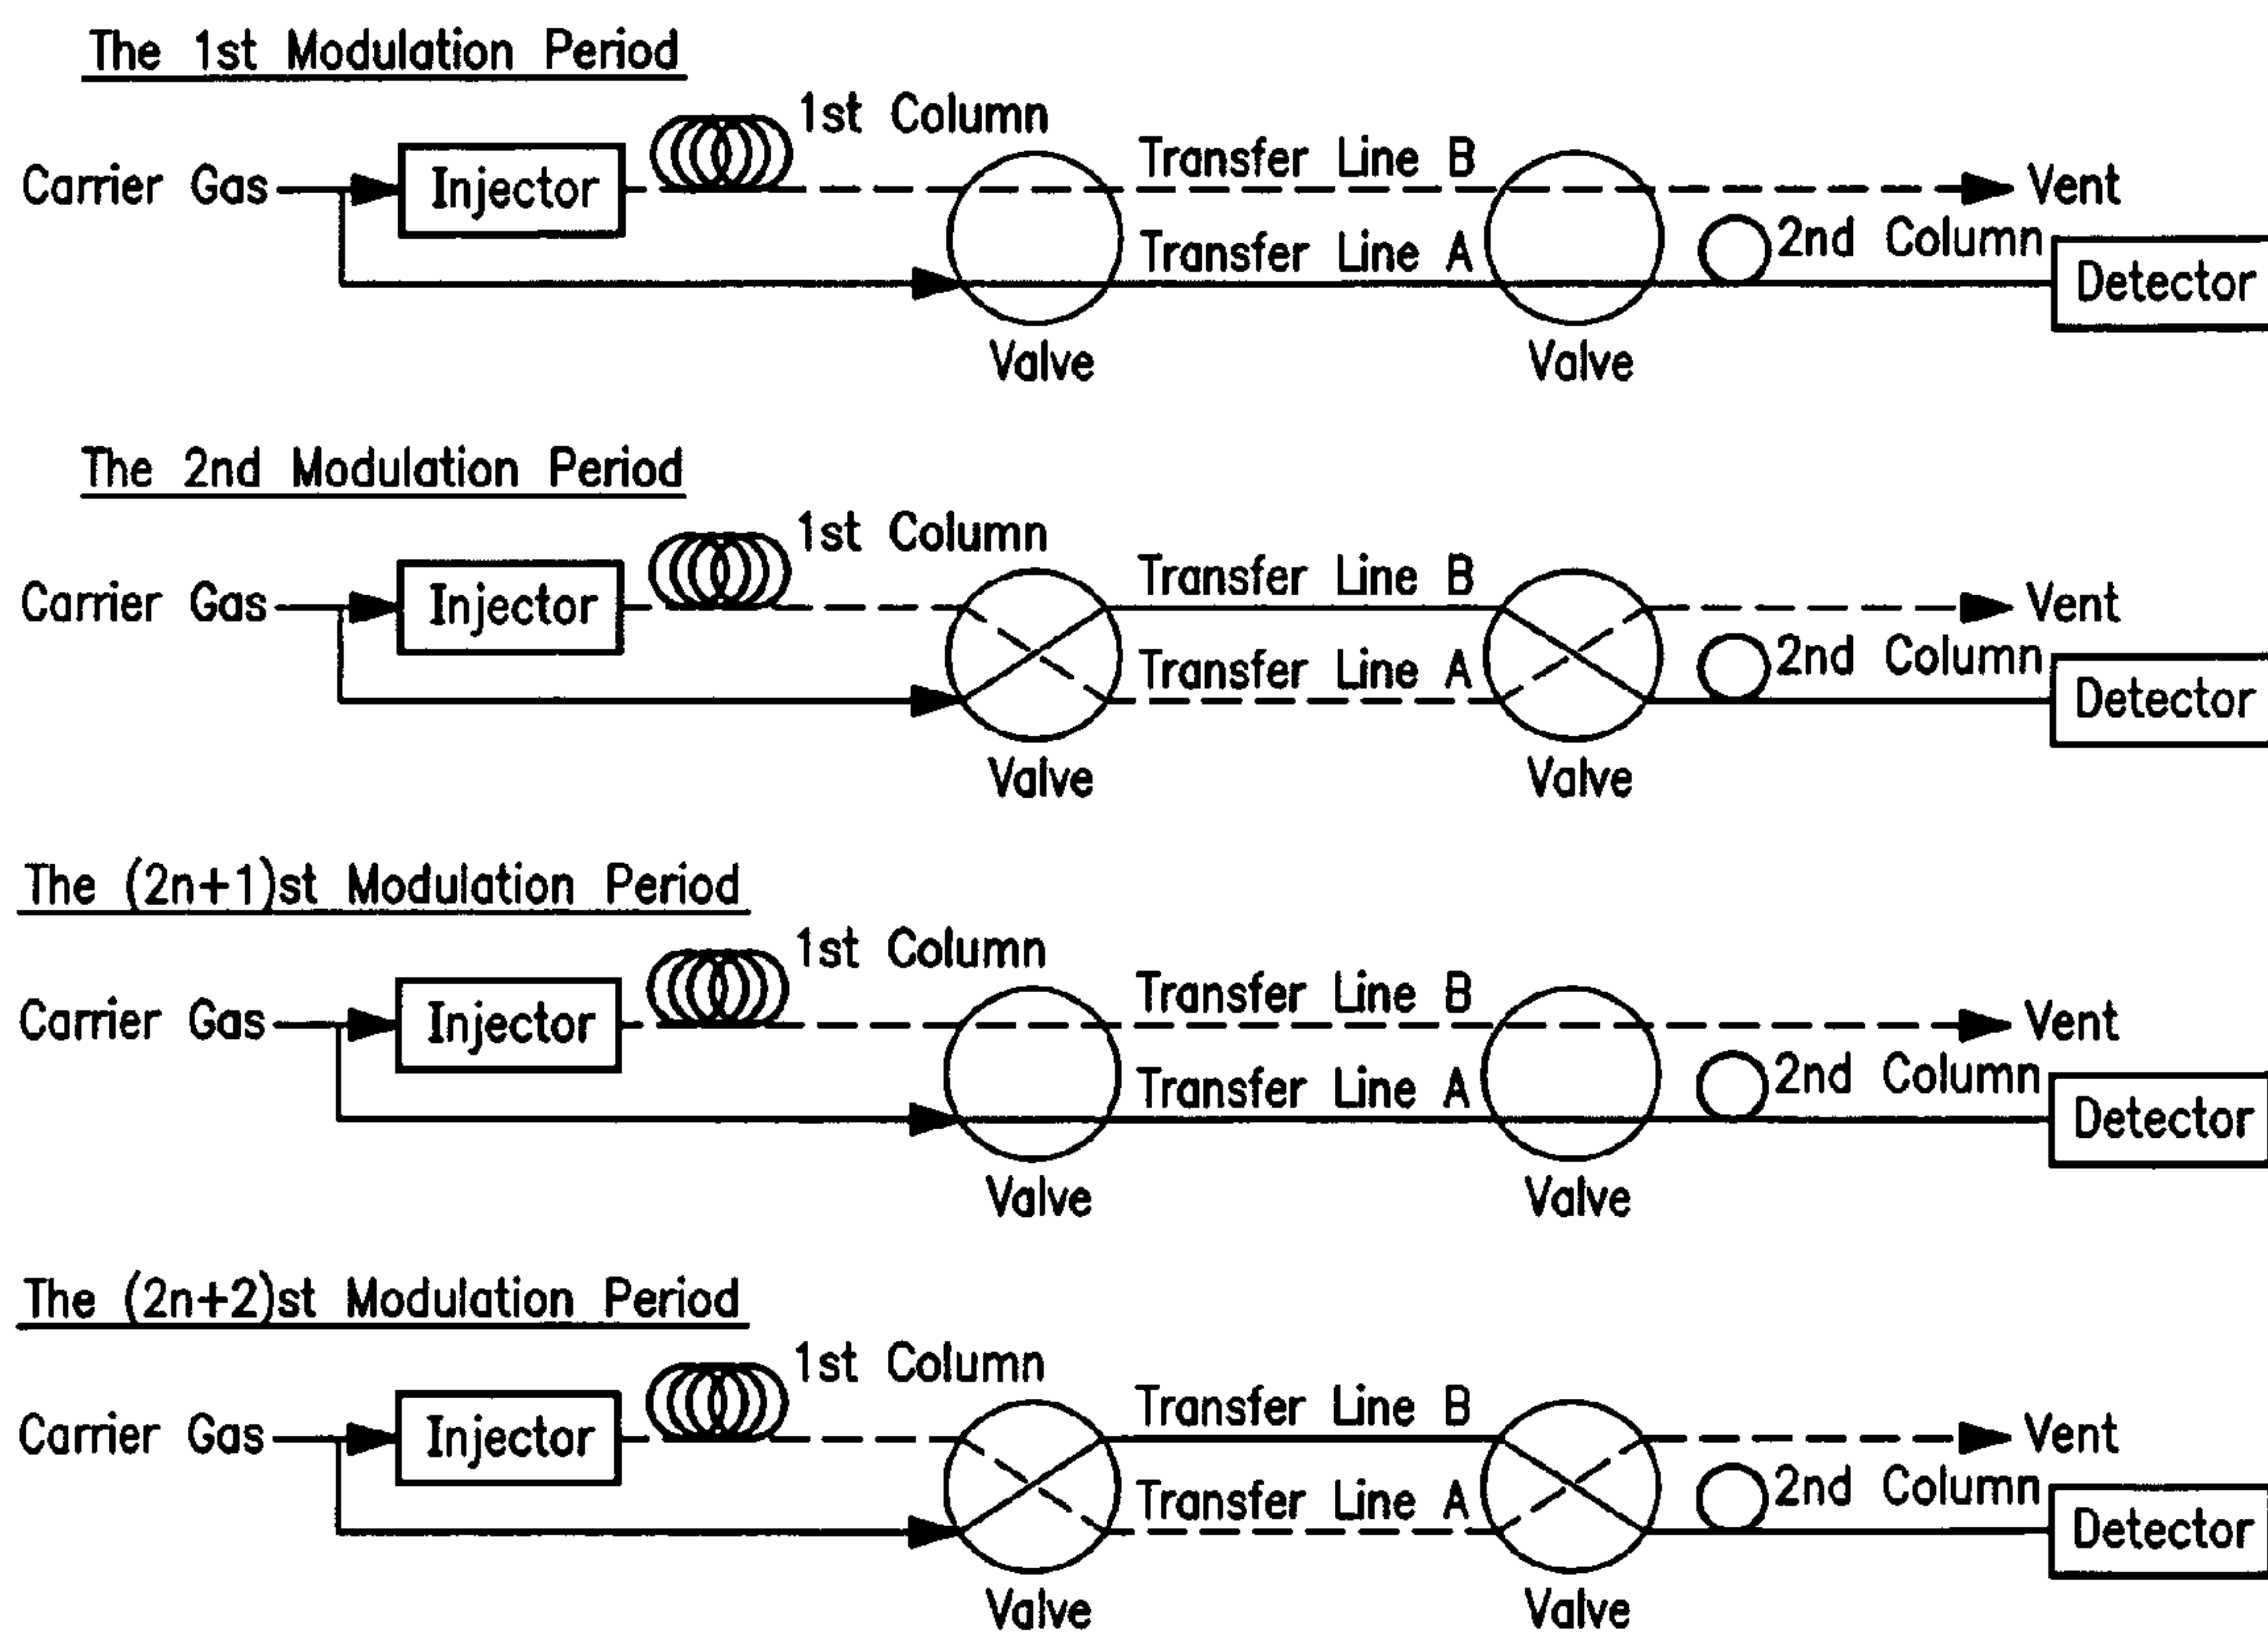 The 1st Modulation Period
1st Column
Transfer Line B
Carrier Gas
Injector
Vent
Transfer Line A
2nd Column
Detector
Valve
Valve
The 2nd Modulation Period
1st Column
Transfer Line B
Carrier Gas
Injector
Vent
Transfer Line A
2nd Column
Detector
Valve
Valve
The (2n+1)st Modulation Period
1st Column
Transfer Line B
Carrier Gas
Injector
Vent
Transfer Line A
2nd Column
Detector
Valve
Valve
The (2n+2)st Modulation Period
1st Column
Transfer Line B
Carrier Gas
Injector
Vent
Transfer Line A
2nd Column
Detector
Valve
Valve